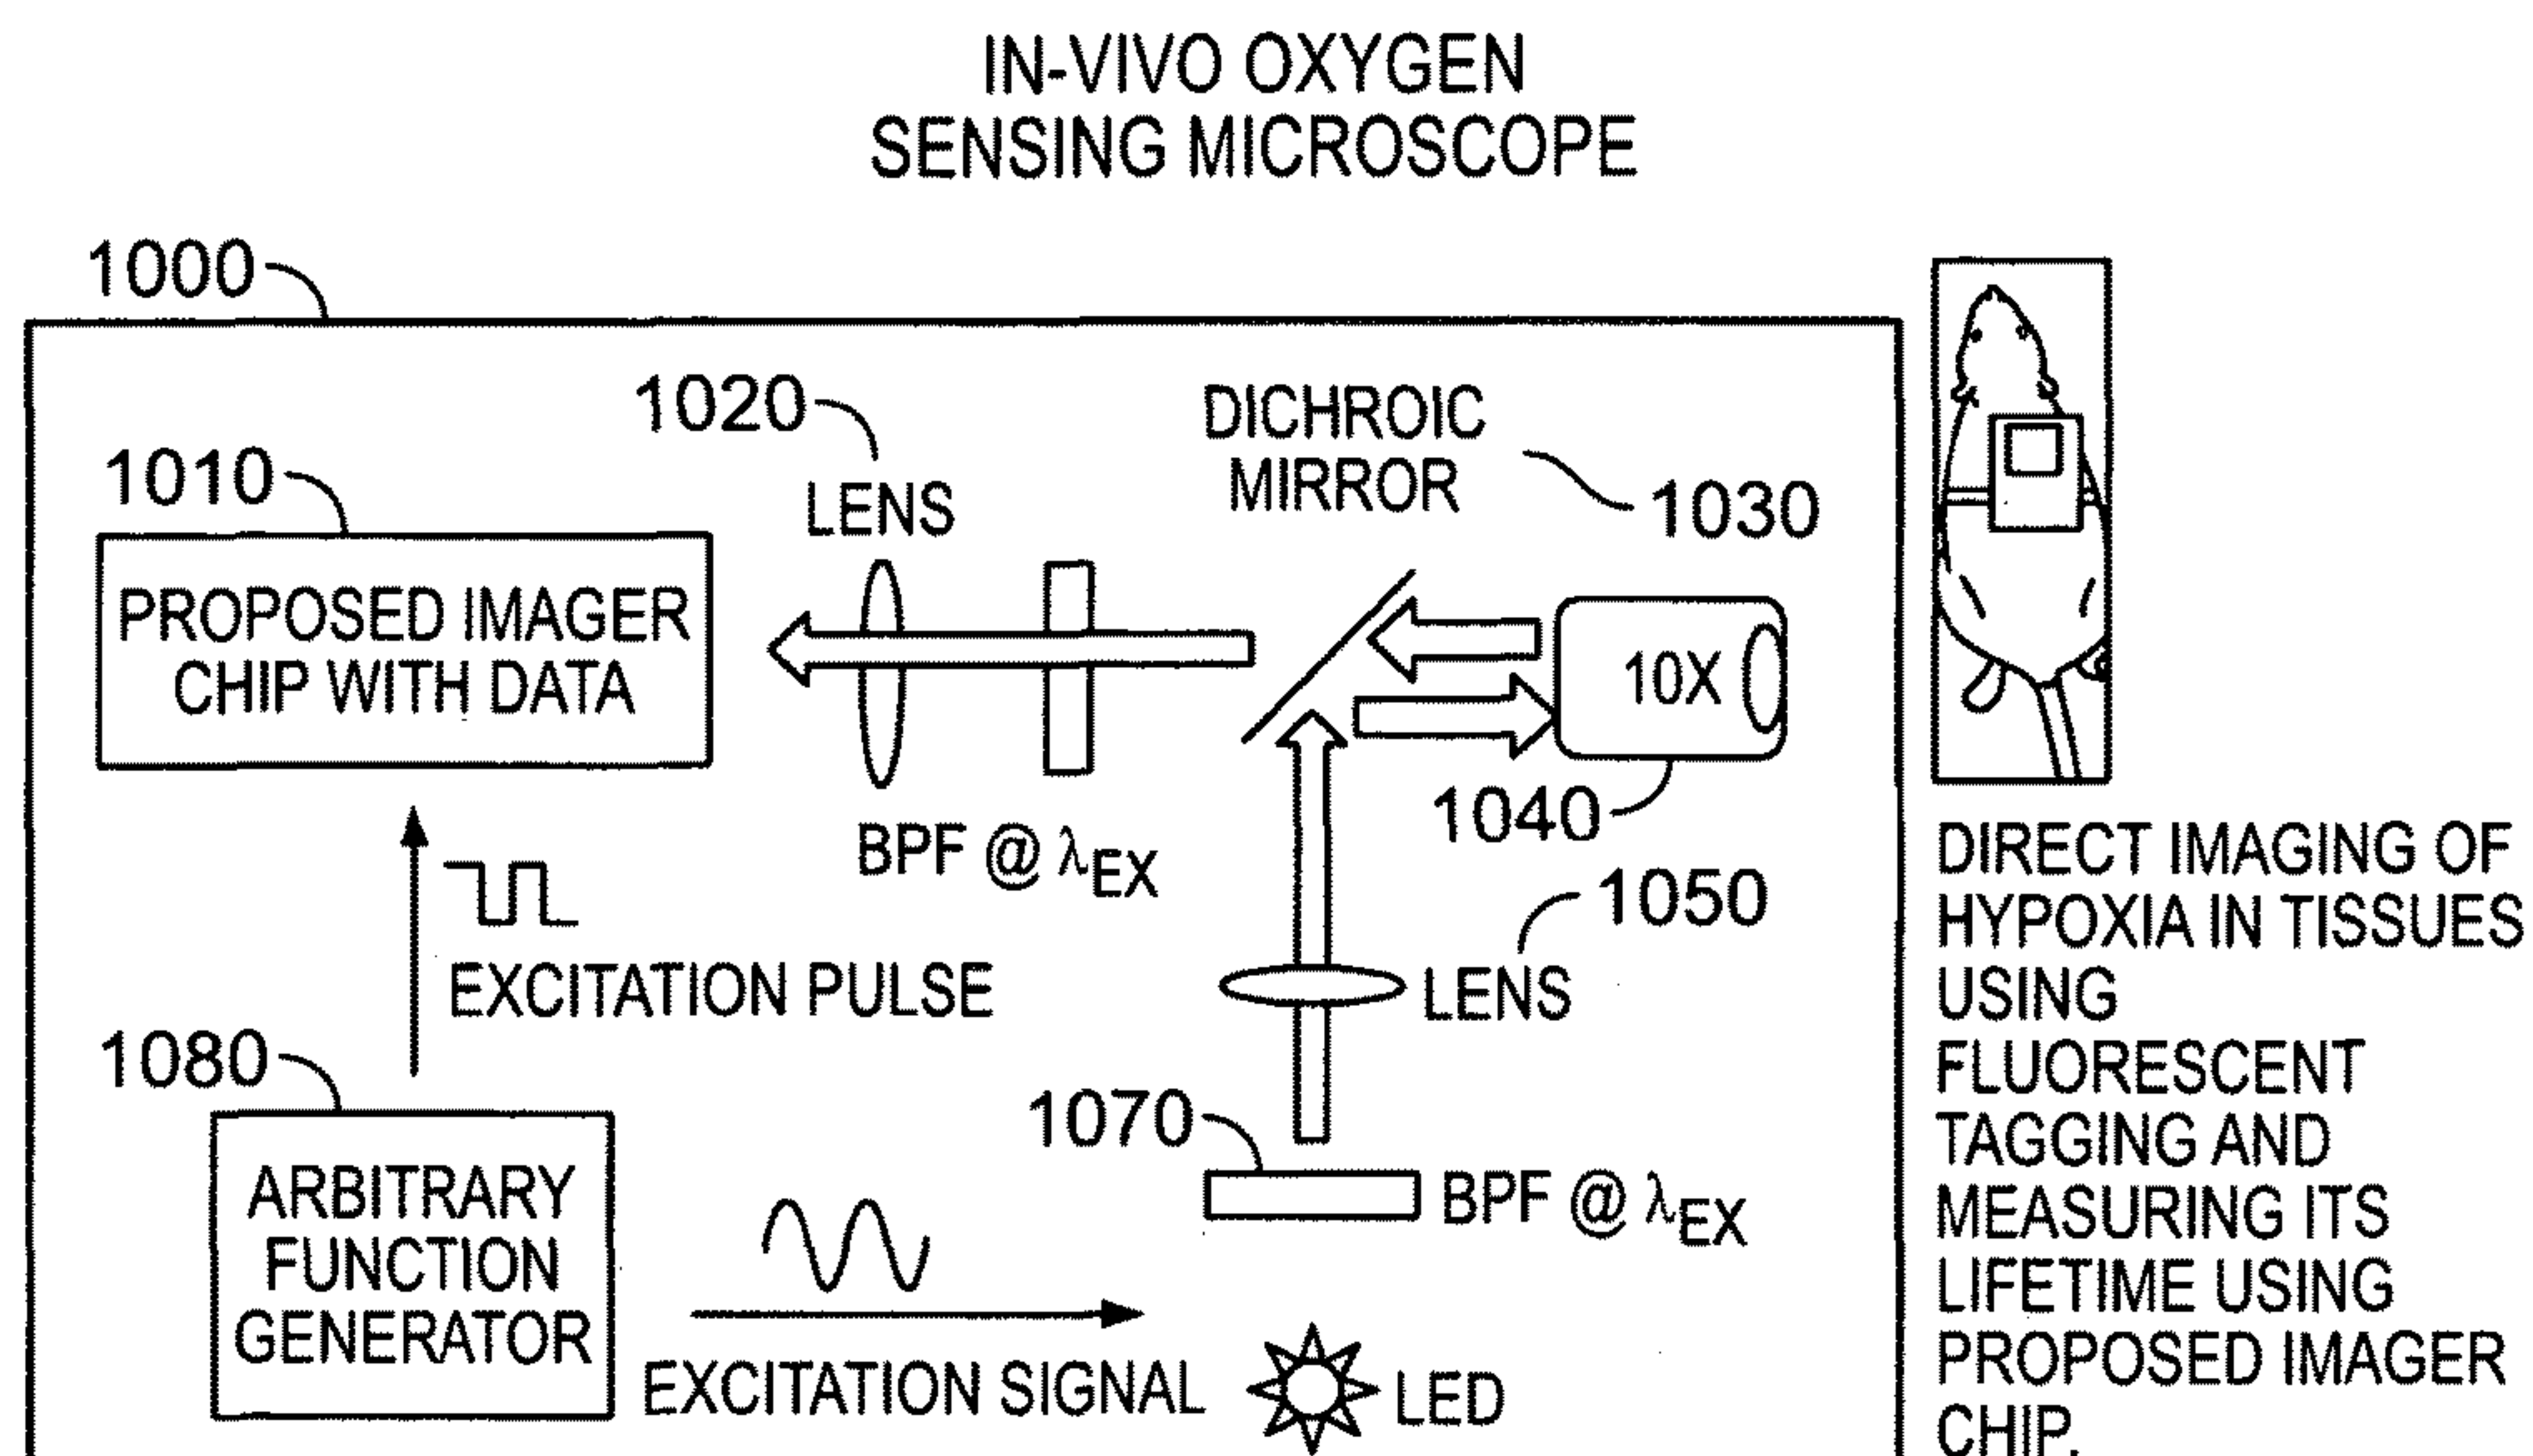 IN-VIVO OXYGEN
SENSING MICROSCOPE
1000
1020
DICHROIC
MIRROR
1030
1010
LENS
PROPOSED IMAGER
CHIP WITH DATA
10X
1040
BPF @ λEX
1050
EXCITATION PULSE
LENS
1080
1070
ARBITRARY
FUNCTION
GENERATOR
BPF @ λEX
EXCITATION SIGNAL
LED
DIRECT IMAGING OF
HYPOXIA IN TISSUES
USING
FLUORESCENT
TAGGING AND
MEASURING ITS
LIFETIME USING
PROPOSED IMAGER
CHIP.